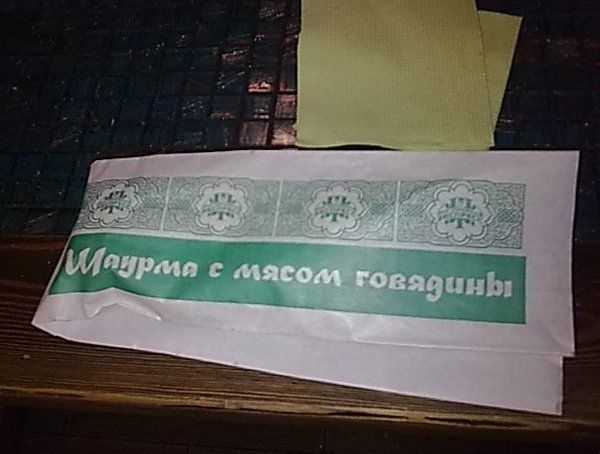 Шаурма с мясом говядины